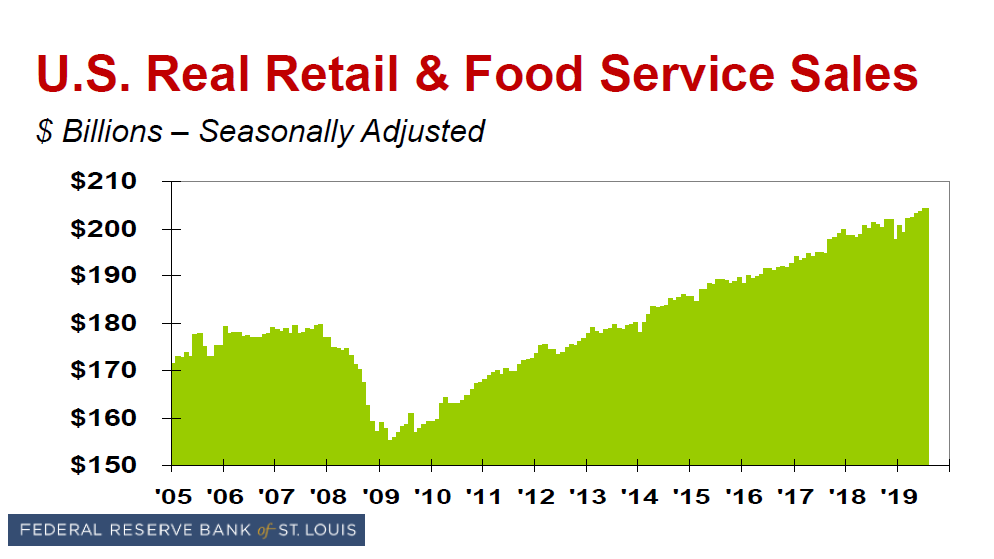 U.S. Real Retail & Food Service Sales
$ Billions – Seasonally Adjusted
$210
$200
$190
$180
$170
$160
$150
'05 '06 '07 '08 '09 '10 '11 '12 '13 '14 '15 '16 '17 '18 '19
FEDERAL RESERVE BANK of ST. LOUIS